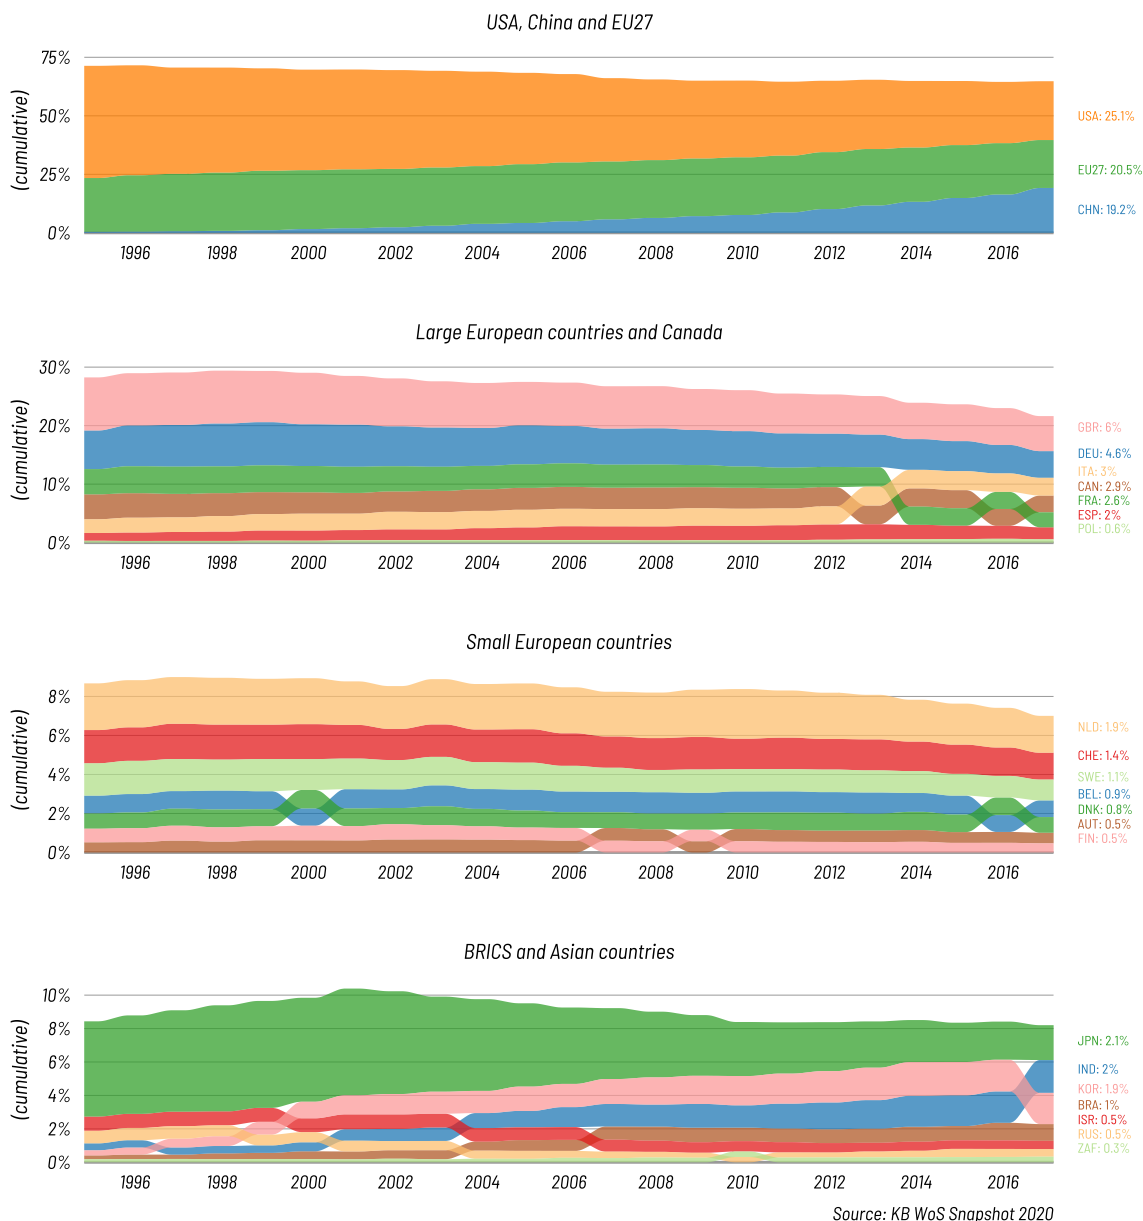 USA, China and EU27
(cumulative)
75%
50%
25%
0%
USA: 25.1%
EU27: 20.5%
CHN: 19.2%
1996 1998 2000 2002 2004 2006 2008 2010 2012 2014 2016
Large European countries and Canada
(cumulative)
30%
20%
10%
0%
GBR: 6%
DEU: 4.6%
ITA: 3%
CAN: 2.9%
FRA: 2.6%
ESP: 2%
POL: 0.6%
1996 1998 2000 2002 2004 2006 2008 2010 2012 2014 2016
Small European countries
(cumulative)
8%
6%
4%
2%
0%
NLD: 1.9%
CHE: 1.4%
SWE: 1.1%
BEL: 0.9%
DNK: 0.8%
AUT: 0.5%
FIN: 0.5%
1996 1998 2000 2002 2004 2006 2008 2010 2012 2014 2016
BRICS and Asian countries
(cumulative)
10%
8%
6%
4%
2%
0%
JPN: 2.1%
IND: 2%
KOR: 1.9%
BRA: 1%
ISR: 0.5%
RUS: 0.5%
ZAF: 0.3%
1996 1998 2000 2002 2004 2006 2008 2010 2012 2014 2016
Source: KB WoS Snapshot 2020